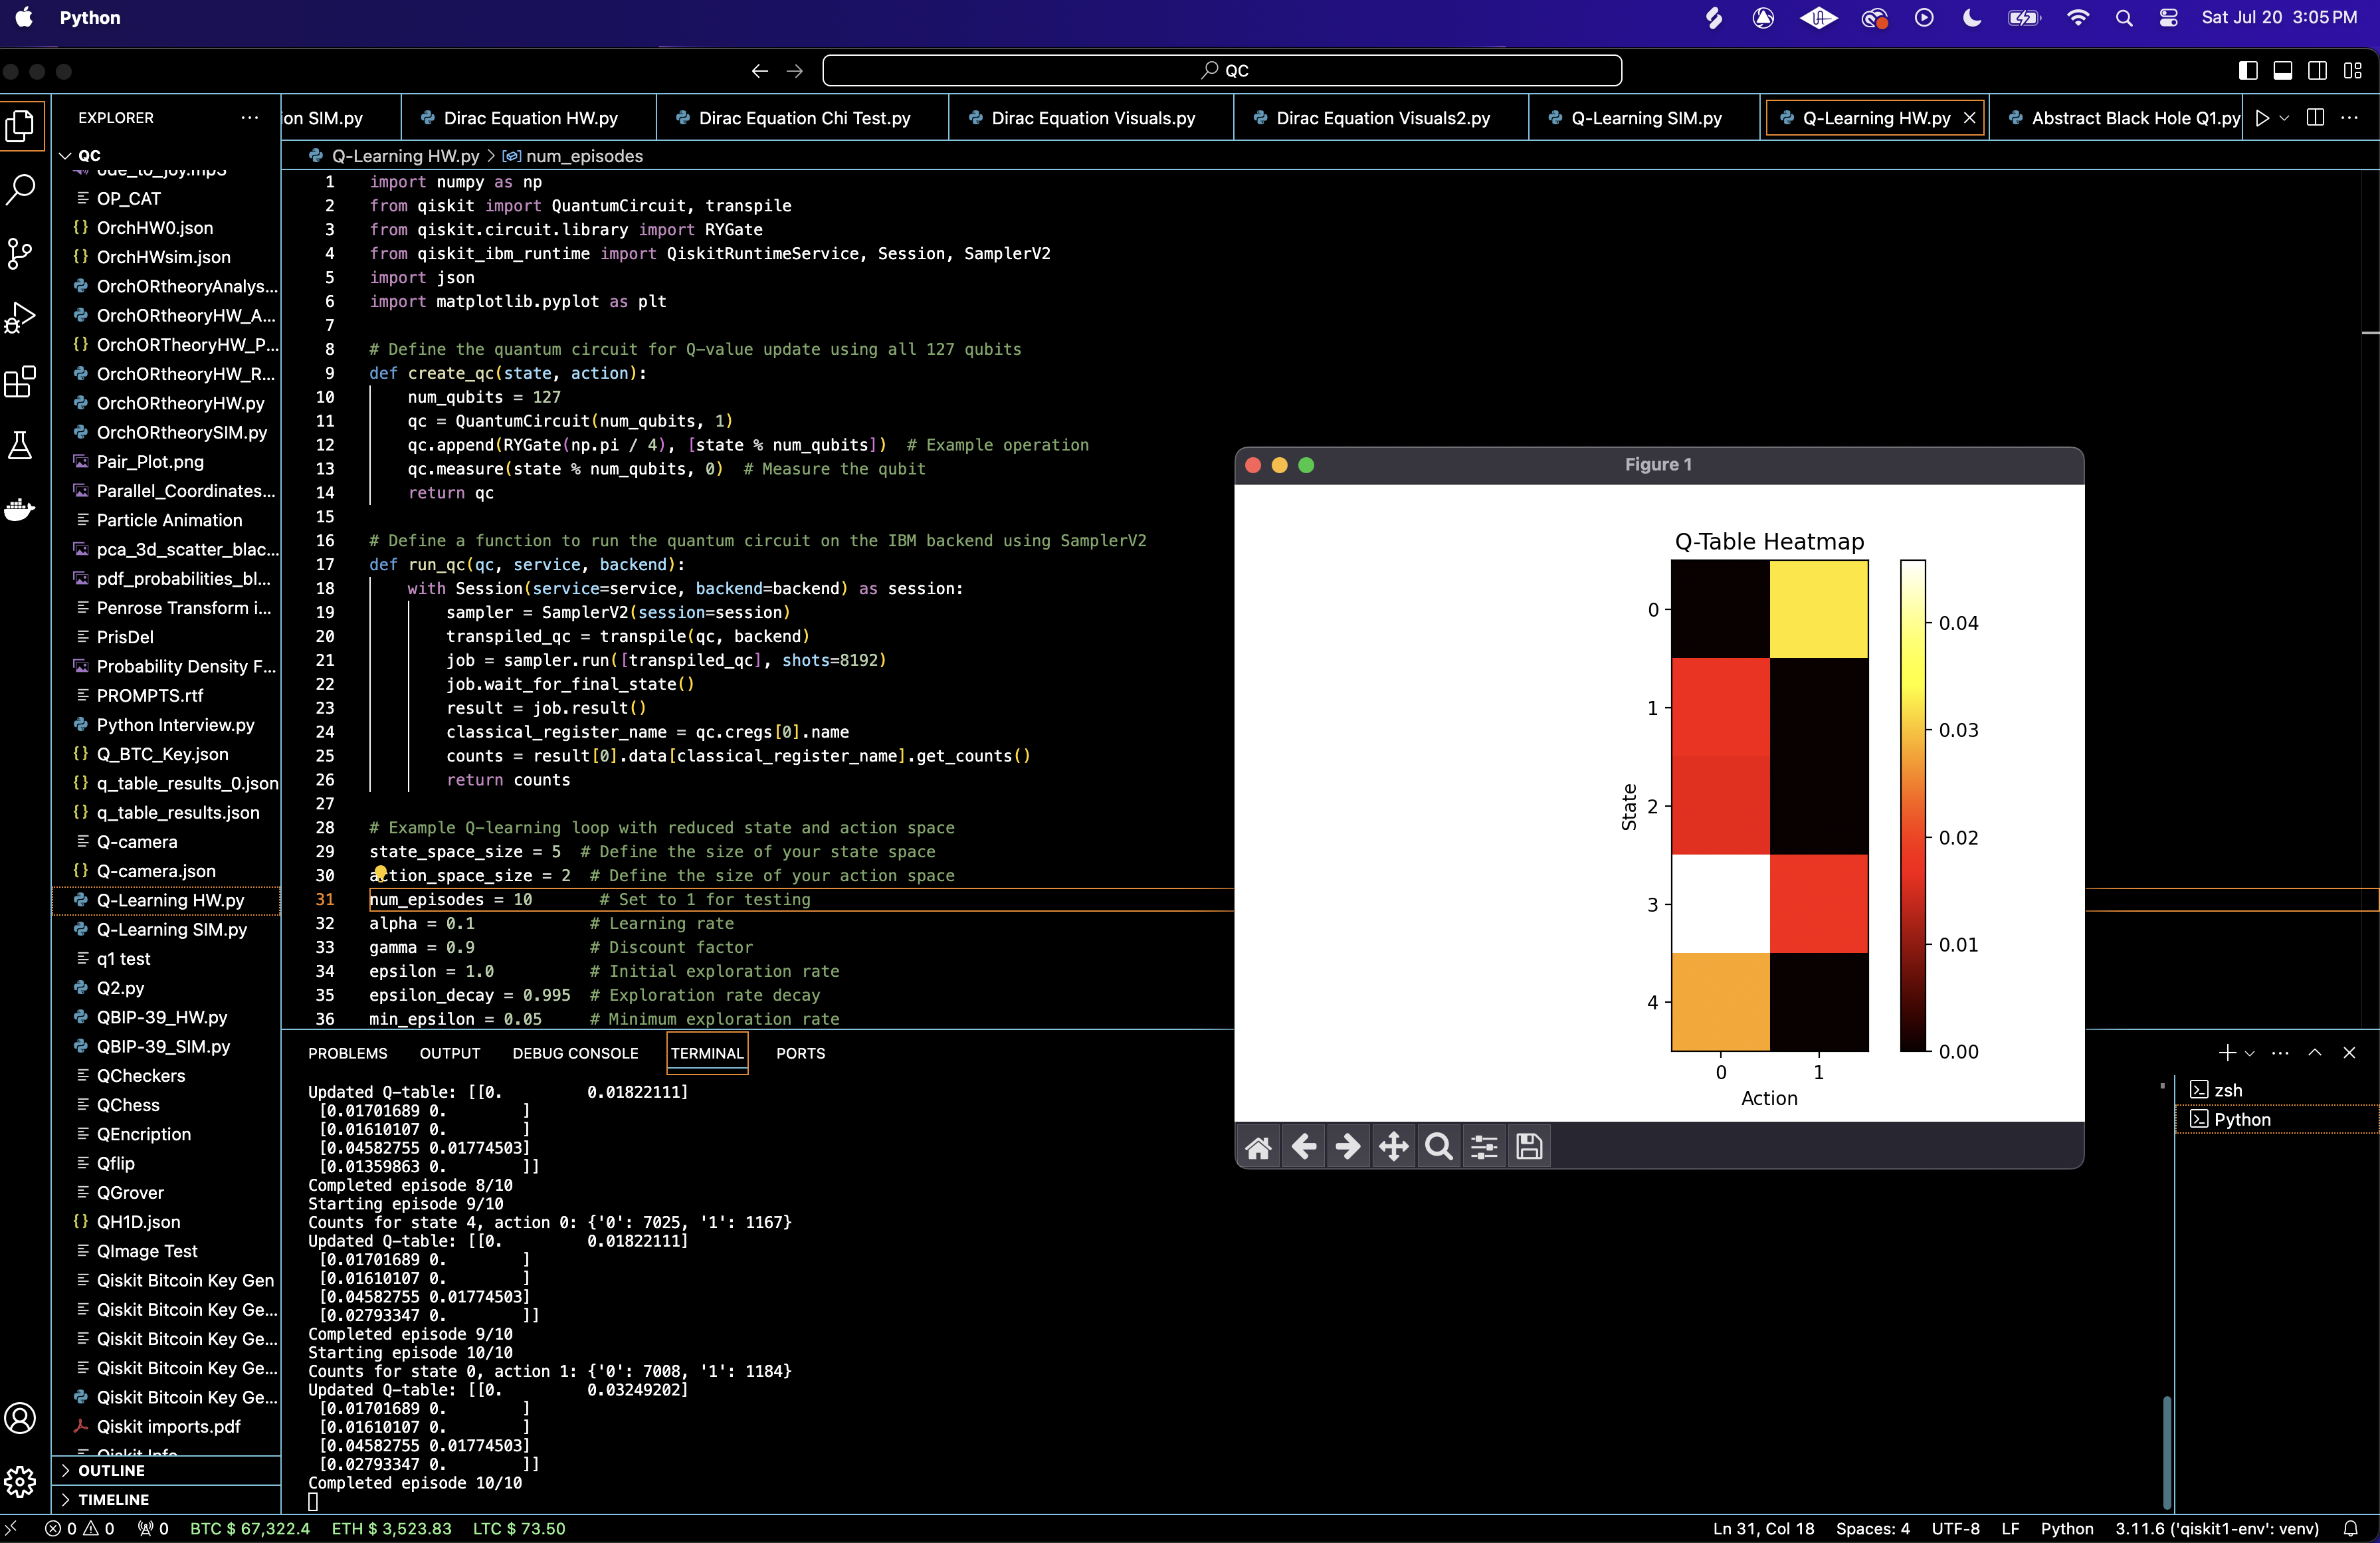 Python
Sat Jul 20 3:05 PM
QC
EXPLORER
ion SIM.py
Dirac Equation HW.py
Dirac Equation Chi Test.py
Dirac Equation Visuals.py
Dirac Equation Visuals2.py
Q-Learning SIM.py
Q-Learning HW.py
Abstract Black Hole Q1.py
QC
ode_to_joy.mp3
OP_CAT
OrchHW0.json
OrchHWsim.json
OrchORtheoryAnalys...
OrchORtheoryHW_A...
OrchORTheoryHW_P...
OrchORtheoryHW_R...
OrchORtheoryHW.py
OrchORtheorySIM.py
Pair_Plot.png
Parallel_Coordinates...
Particle Animation
pca_3d_scatter_blac...
pdf_probabilities_bl...
Penrose Transform i...
PrisDel
Probability Density F...
PROMPTS.rtf
Python Interview.py
Q_BTC_Key.json
q_table_results_0.json
q_table_results.json
Q-camera
Q-camera.json
Q-Learning HW.py
Q-Learning SIM.py
q1 test
Q2.py
QBIP-39_HW.py
QBIP-39_SIM.py
QCheckers
QChess
QEncription
Qflip
QGrover
QH1D.json
QImage Test
Qiskit Bitcoin Key Gen
Qiskit Bitcoin Key Ge...
Qiskit Bitcoin Key Ge...
Qiskit Bitcoin Key Ge...
Qiskit Bitcoin Key Ge...
Qiskit imports.pdf
Qiskit Info
OUTLINE
TIMELINE
Q-Learning HW.py > num_episodes
1 import numpy as np
2 from qiskit import QuantumCircuit, transpile
3 from qiskit.circuit.library import RYGate
4 from qiskit_ibm_runtime import QiskitRuntimeService, Session, SamplerV2
5 import json
6 import matplotlib.pyplot as plt
7
8 # Define the quantum circuit for Q-value update using all 127 qubits
9 def create_qc(state, action):
10 num_qubits = 127
11 qc = QuantumCircuit(num_qubits, 1)
12 qc.append(RYGate(np.pi / 4), [state % num_qubits]) # Example operation
13 qc.measure(state % num_qubits, 0) # Measure the qubit
14 return qc
15
16 # Define a function to run the quantum circuit on the IBM backend using SamplerV2
17 def run_qc(qc, service, backend):
18 with Session(service=service, backend=backend) as session:
19 sampler = SamplerV2(session=session)
20 transpiled_qc = transpile(qc, backend)
21 job = sampler.run([transpiled_qc], shots=8192)
22 job.wait_for_final_state()
23 result = job.result()
24 classical_register_name = qc.cregs[0].name
25 counts = result[0].data[classical_register_name].get_counts()
26 return counts
27
28 # Example Q-learning loop with reduced state and action space
29 state_space_size = 5 # Define the size of your state space
30 action_space_size = 2 # Define the size of your action space
31 num_episodes = 10 # Set to 1 for testing
32 alpha = 0.1 # Learning rate
33 gamma = 0.9 # Discount factor
34 epsilon = 1.0 # Initial exploration rate
35 epsilon_decay = 0.995 # Exploration rate decay
36 min_epsilon = 0.05 # Minimum exploration rate
Figure 1
Q-Table Heatmap
0
1
2
3
4
State
0 1
Action
0.04
0.03
0.02
0.01
0.00
PROBLEMS OUTPUT DEBUG CONSOLE TERMINAL PORTS
Updated Q-table: [[0. 0.01822111]
[0.01701689 0. ]
[0.01610107 0. ]
[0.04582755 0.01774503]
[0.01359863 0. ]]
Completed episode 8/10
Starting episode 9/10
Counts for state 4, action 0: {'0': 7025, '1': 1167}
Updated Q-table: [[0. 0.01822111]
[0.01701689 0. ]
[0.01610107 0. ]
[0.04582755 0.01774503]
[0.02793347 0. ]]
Completed episode 9/10
Starting episode 10/10
Counts for state 0, action 1: {'0': 7008, '1': 1184}
Updated Q-table: [[0. 0.03249202]
[0.01701689 0. ]
[0.01610107 0. ]
[0.04582755 0.01774503]
[0.02793347 0. ]]
Completed episode 10/10
zsh
Python
0 0 0 BTC $ 67,322.4 ETH $ 3,523.83 LTC $ 73.50
Ln 31, Col 18 Spaces: 4 UTF-8 LF Python 3.11.6 ('qiskit1-env': venv)